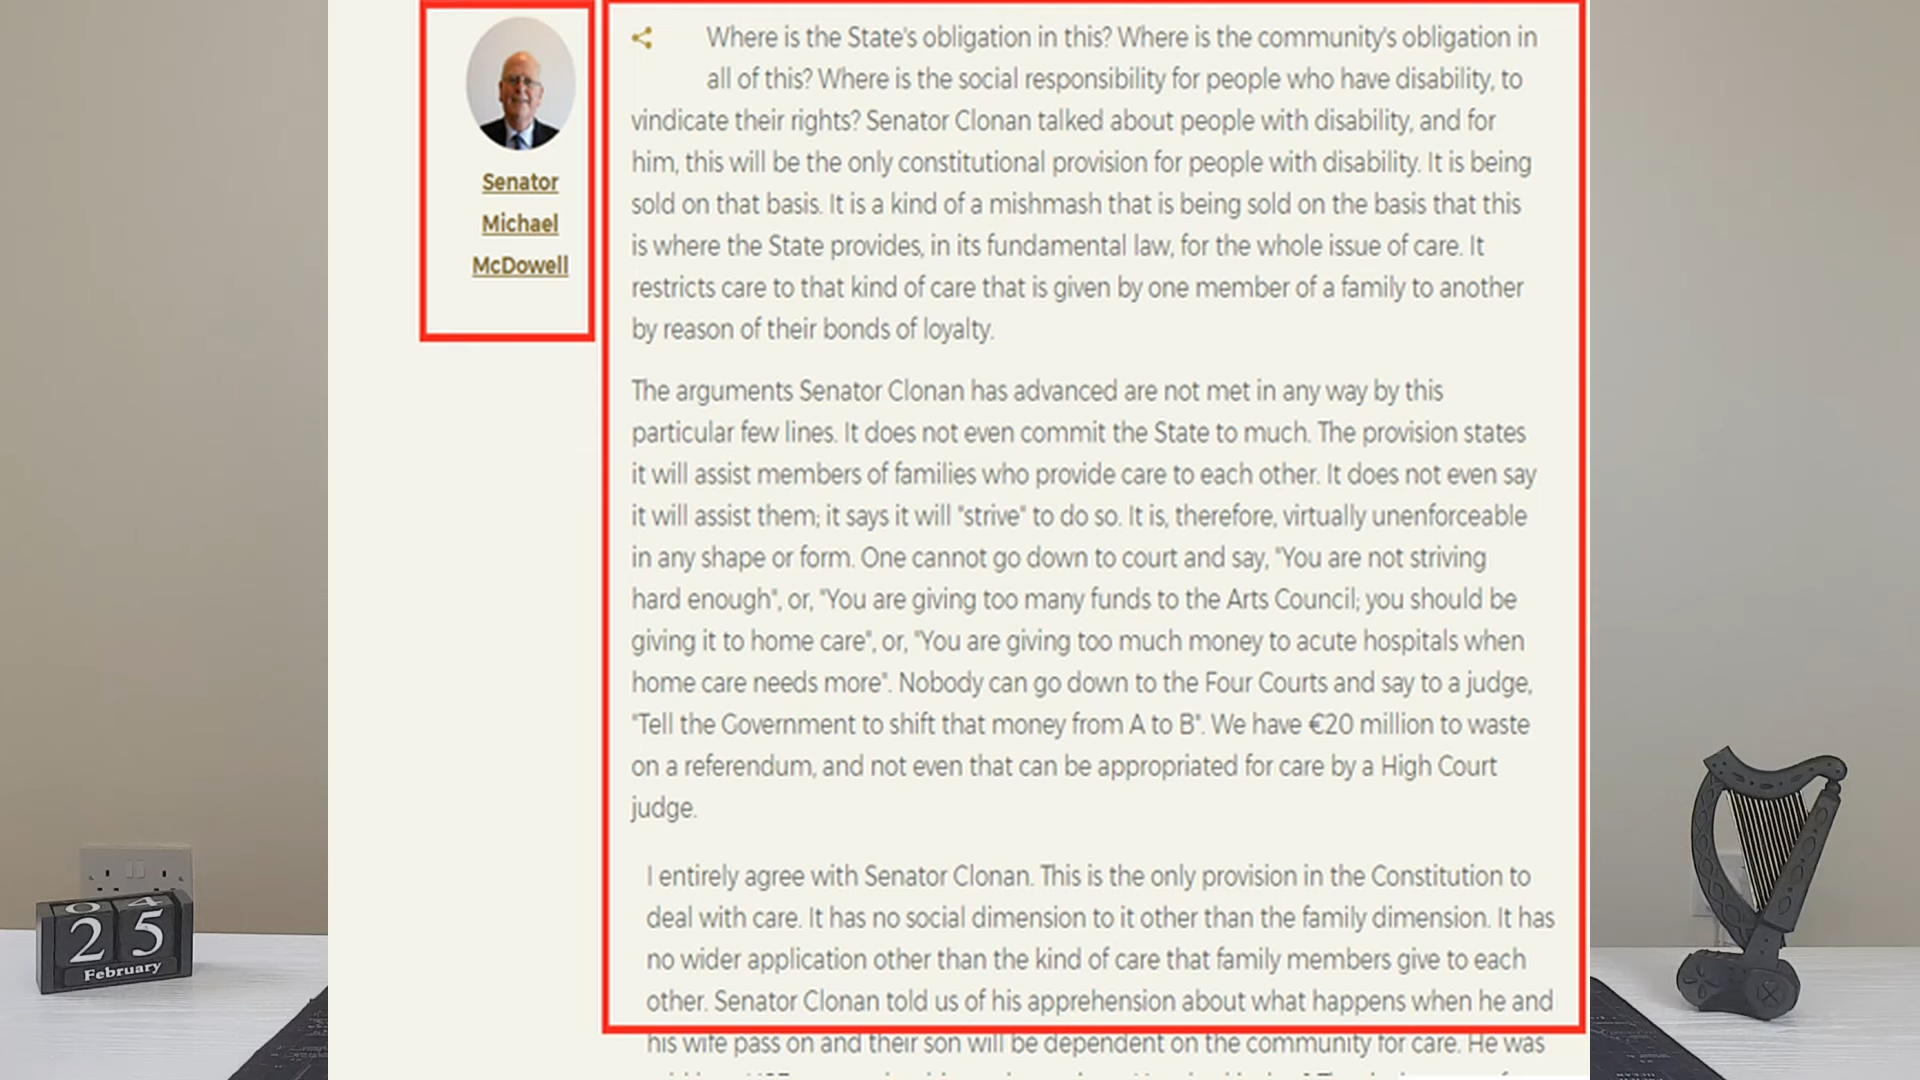 Where is the State's obligation in this? Where is the community's obligation in
all of this? Where is the social responsibility for people who have disability, to
vindicate their rights? Senator Clonan talked about people with disability, and for
him, this will be the only constitutional provision for people with disability. It is being
sold on that basis. It is a kind of a mishmash that is being sold on the basis that this
is where the State provides, in its fundamental law, for the whole issue of care. It
restricts care to that kind of care that is given by one member of a family to another
by reason of their bonds of loyalty.
Senator
Michael
McDowell
The arguments Senator Clonan has advanced are not met in any way by this
particular few lines. It does not even commit the State to much. The provision states
it will assist members of families who provide care to each other. It does not even say
it will assist them; it says it will "strive" to do so. It is, therefore, virtually unenforceable
in any shape or form. One cannot go down to court and say, "You are not striving
hard enough", or, "You are giving too many funds to the Arts Council; you should be
giving it to home care", or, "You are giving too much money to acute hospitals when
home care needs more". Nobody can go down to the Four Courts and say to a judge,
"Tell the Government to shift that money from A to B". We have €20 million to waste
on a referendum, and not even that can be appropriated for care by a High Court
judge.
I entirely agree with Senator Clonan. This is the only provision in the Constitution to
deal with care. It has no social dimension to it other than the family dimension. It has
no wider application other than the kind of care that family members give to each
other. Senator Clonan told us of his apprehension about what happens when he and
his wife pass on and their son will be dependent on the community for care. He was
04
25
February